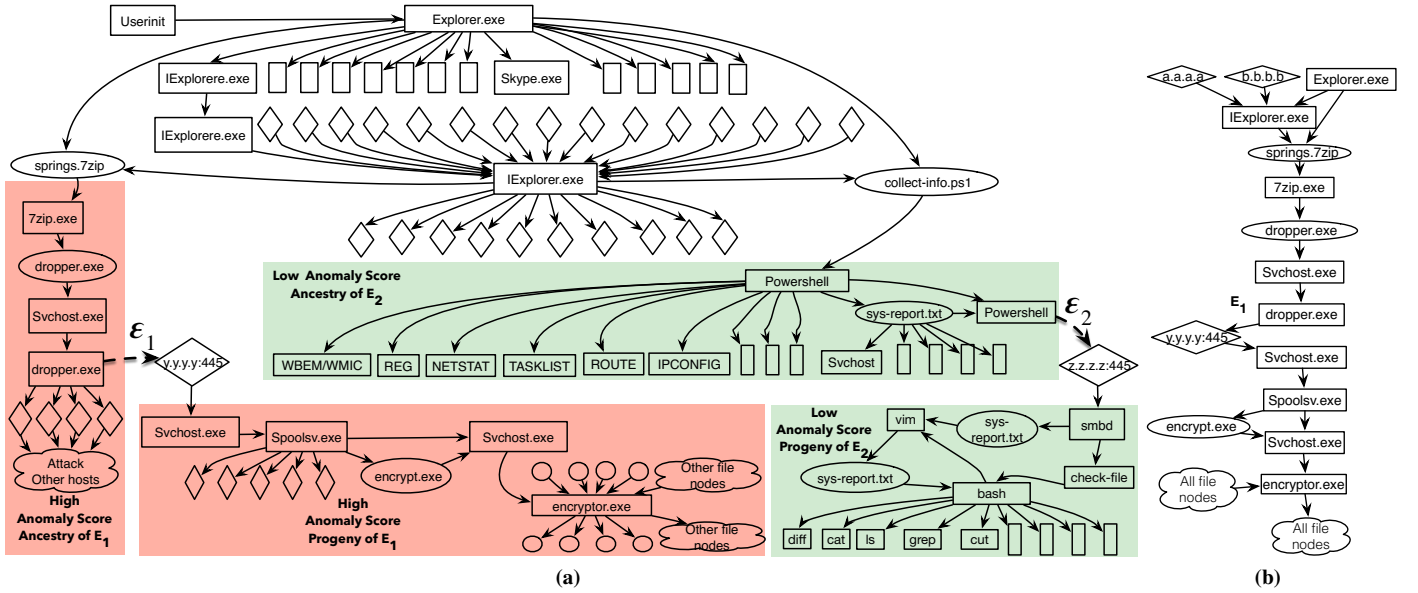 Userinit
Explorer.exe
IExplorere.exe
Skype.exe
IExplorere.exe
springs.7zip
IExplorer.exe
collect-info.ps1
7zip.exe
dropper.exe
Svchost.exe
dropper.exe
ε1
y.y.y.y:445
Attack
Other hosts
High
Anomaly Score
Ancestry of E1
Low Anomaly Score
Ancestry of E2
Powershell
sys-report.txt
Powershell
ε2
WBEM/WMIC
REG
NETSTAT
TASKLIST
ROUTE
IPCONFIG
Svchost
z.z.z.z:445
Svchost.exe
Spoolsv.exe
Svchost.exe
encrypt.exe
Other file
nodes
encryptor.exe
Other file
nodes
High
Anomaly Score
Progeny of E1
Low
Anomaly Score
Progeny of E2
vim
sys-
report.txt
smbd
sys-report.txt
check-file
bash
diff
cat
ls
grep
cut
(a)
a.a.a.a
b.b.b.b
Explorer.exe
IExplorer.exe
springs.7zip
7zip.exe
dropper.exe
Svchost.exe
E1
dropper.exe
y.y.y.y:445
Svchost.exe
Spoolsv.exe
encrypt.exe
Svchost.exe
All file
nodes
encryptor.exe
All file
nodes
(b)